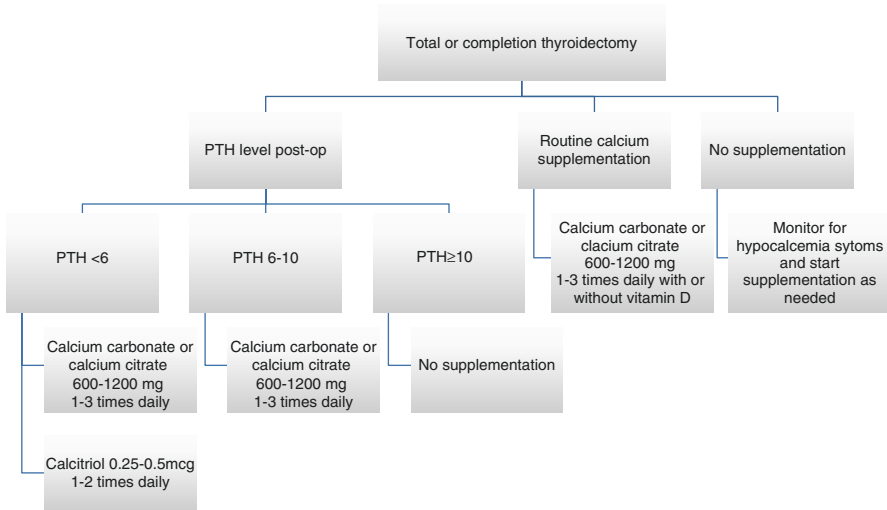 Total or completion thyroidectomy
PTH level post-op
Routine calcium
supplementation
No supplementation
PTH <6
PTH 6-10
PTH≥10
Calcium carbonate or
clacium citrate
600-1200 mg
1-3 times daily with or
without vitamin D
Monitor for
hypocalcemia sytoms
and start
supplementation as
needed
Calcium carbonate or
calcium citrate
600-1200 mg
1-3 times daily
Calcium carbonate or
calcium citrate
600-1200 mg
1-3 times daily
No supplementation
Calcitriol 0.25-0.5mcg
1-2 times daily